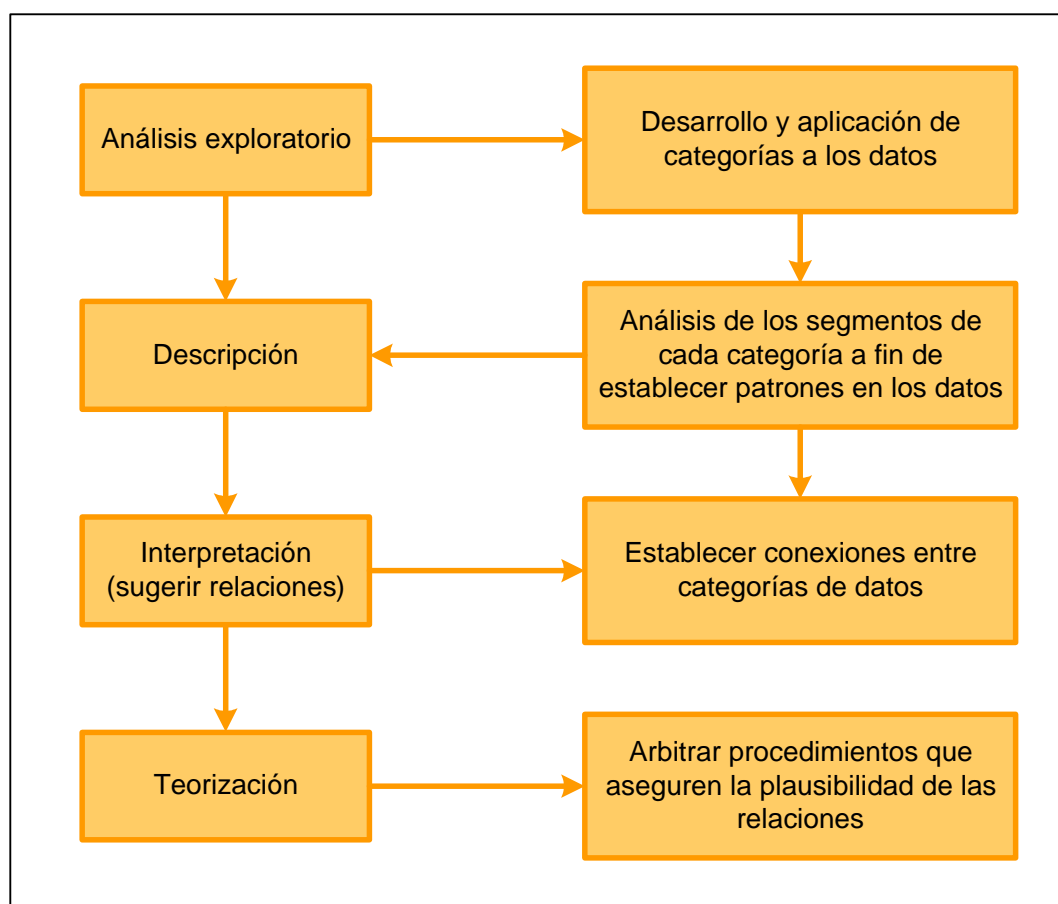 Análisis exploratorio
Desarrollo y aplicación de
categorías a los datos
Descripción
Análisis de los segmentos de
cada categoría a fin de
establecer patrones en los datos
Interpretación
(sugerir relaciones)
Establecer conexiones entre
categorías de datos
Teorización
Arbitrar procedimientos que
aseguren la plausibilidad de las
relaciones